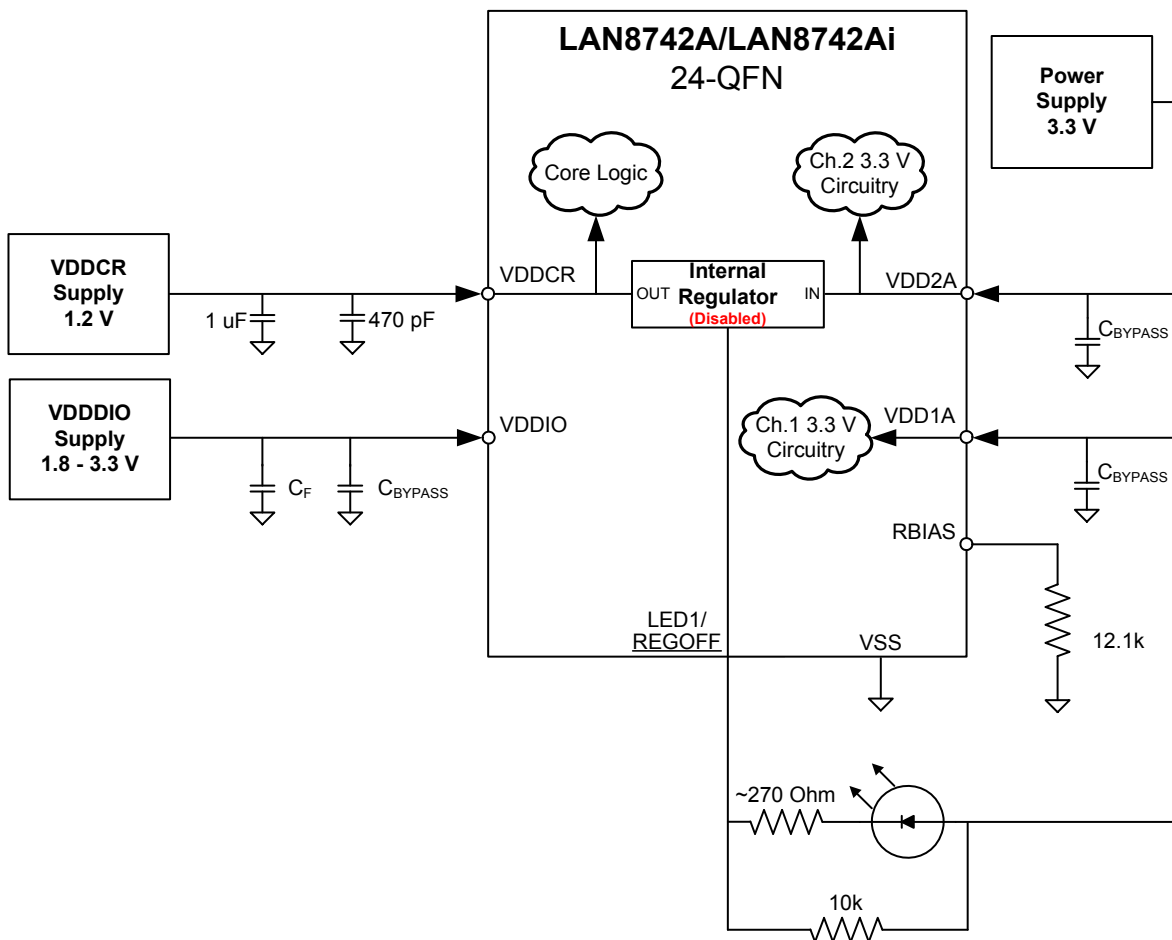 LAN8742A/LAN8742Ai
24-QFN
Power
Supply
3.3 V
Core Logic
Ch.2 3.3 V
Circuitry
VDDCR
Supply
1.2 V
1 uF
470 pF
VDDCR
OUT
Internal
Regulator
(Disabled)
IN
VDD2A
CBYPASS
VDDDIO
Supply
1.8 - 3.3 V
CF
CBYPASS
VDDIO
Ch.1 3.3 V
Circuitry
VDD1A
CBYPASS
RBIAS
12.1k
LED1/
REGOFF
VSS
~270 Ohm
10k